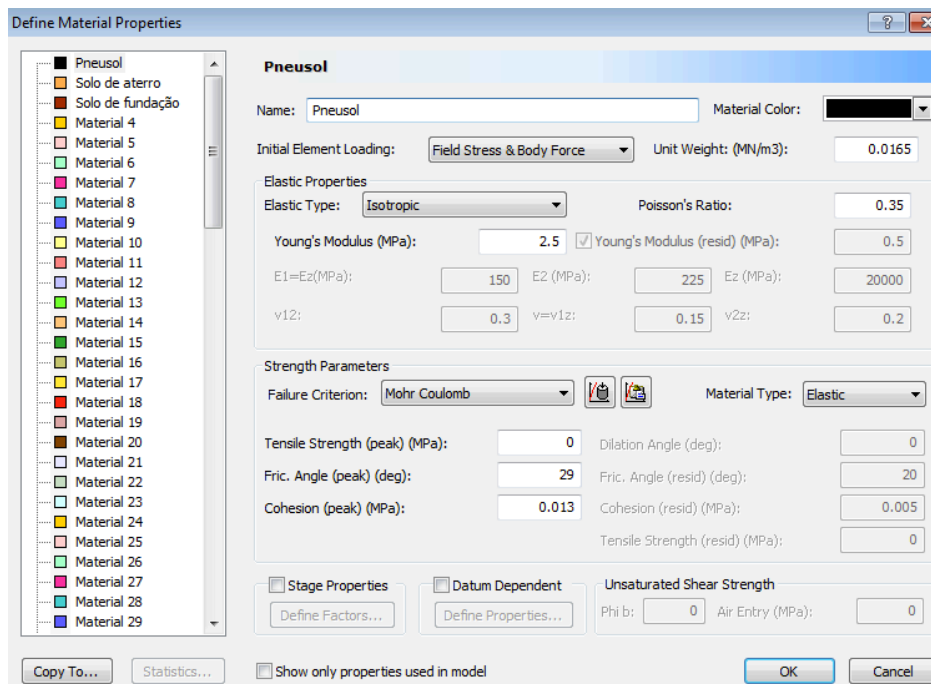 Define Material Properties
Pneusol
Solo de aterro
Solo de fundação
Material 4
Material 5
Material 6
Material 7
Material 8
Material 9
Material 10
Material 11
Material 12
Material 13
Material 14
Material 15
Material 16
Material 17
Material 18
Material 19
Material 20
Material 21
Material 22
Material 23
Material 24
Material 25
Material 26
Material 27
Material 28
Material 29
Pneusol
Name: Pneusol Material Color:
Initial Element Loading: Field Stress & Body Force Unit Weight: (MN/m3): 0.0165
Elastic Properties
Elastic Type: Isotropic Poisson's Ratio: 0.35
Young's Modulus (MPa): 2.5 Young's Modulus (resid) (MPa): 0.5
E1=Ez(MPa): 150 E2 (MPa): 225 Ez (MPa): 20000
v12: 0.3 v=v1z: 0.15 v2z: 0.2
Strength Parameters
Failure Criterion: Mohr Coulomb Material Type: Elastic
Tensile Strength (peak) (MPa): 0 Dilation Angle (deg): 0
Fric. Angle (peak) (deg): 29 Fric. Angle (resid) (deg): 20
Cohesion (peak) (MPa): 0.013 Cohesion (resid) (MPa): 0.005
Tensile Strength (resid) (MPa): 0
Stage Properties Datum Dependent Unsaturated Shear Strength
Define Factors... Define Properties... Phi b: 0 Air Entry (MPa): 0
Copy To... Statistics... Show only properties used in model OK Cancel